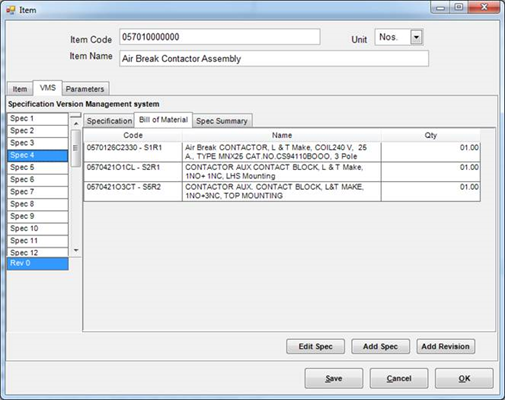 Item
Item Code 057010000000 Unit Nos.
Item Name Air Break Contactor Assembly
Item VMS Parameters
Specification Version Management system
Spec 1
Spec 2
Spec 3
Spec 4
Spec 5
Spec 6
Spec 7
Spec 8
Spec 9
Spec 10
Spec 11
Spec 12
Rev 0
Specification Bill of Material Spec Summary
Code Name Qty
0570126C2330 - S1R1 Air Break CONTACTOR, L & T Make, COIL240 V, 25 01.00
A., TYPE MNX25 CAT.NO.CS94110BOOO, 3 Pole
0570421O1CL - S2R1 CONTACTOR AUX CONTACT BLOCK, L & T Make, 01.00
1NO+ 1NC, LHS Mounting
0570421O3CT - S5R2 CONTACTOR AUX. CONTACT BLOCK, L&T MAKE, 01.00
1NO+3NC, TOP MOUNTING
Edit Spec Add Spec Add Revision
Save Cancel OK